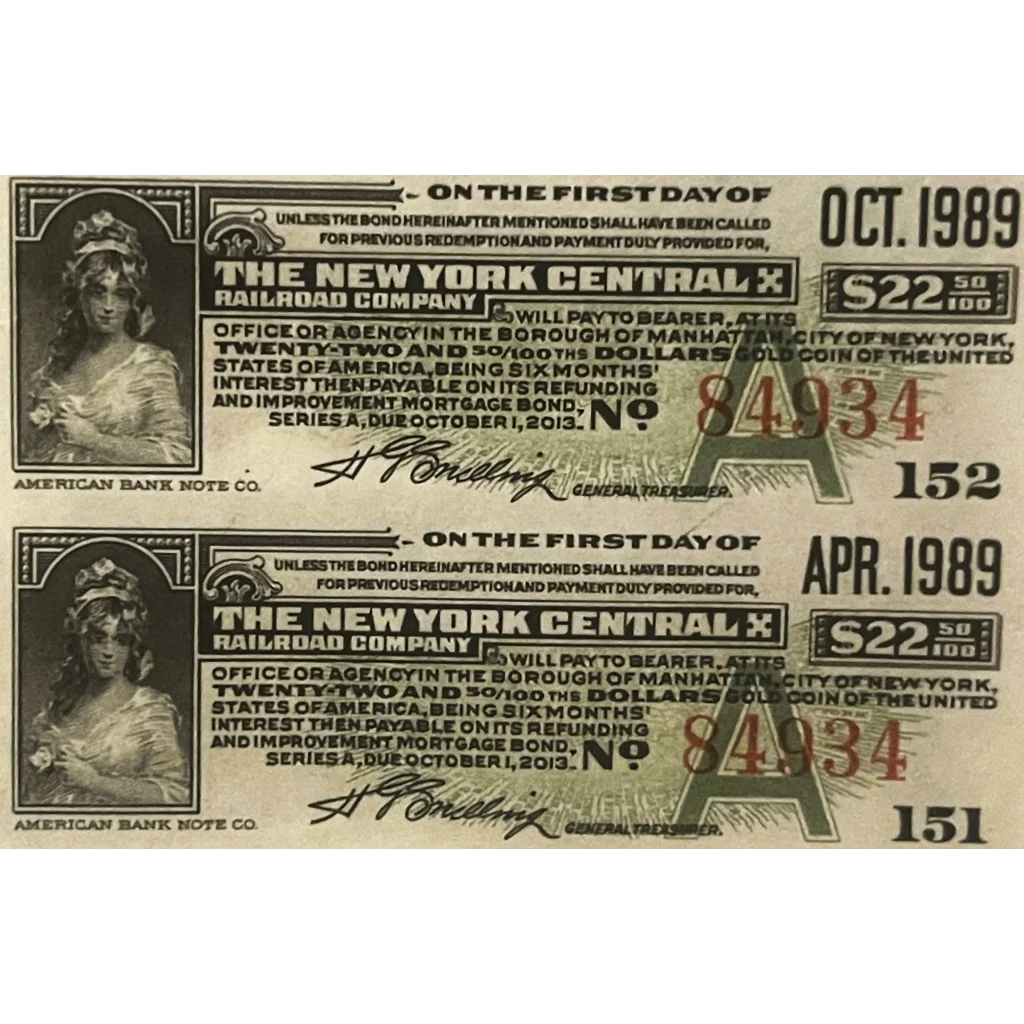 ON THE FIRST DAY OF OCT. 1989
UNLESS THE BOND HEREINAFTER MENTIONED SHALL HAVE BEEN CALLED
FOR PREVIOUS REDEMPTION AND PAYMENT DULY PROVIDED FOR,
THE NEW YORK CENTRAL
RAILROAD COMPANY
$22 50/100
WILL PAY TO BEARER, AT ITS
OFFICE OR AGENCY IN THE BOROUGH OF MANHATTAN, CITY OF NEW YORK,
TWENTY-TWO AND 50/100 THS DOLLARS GOLD COIN OF THE UNITED
STATES OF AMERICA, BEING SIX MONTHS'
INTEREST THEN PAYABLE ON ITS REFUNDING
AND IMPROVEMENT MORTGAGE BOND,
SERIES A, DUE OCTOBER 1, 2013. No. 84934
A
GENERAL TREASURER.
152
AMERICAN BANK NOTE CO.
ON THE FIRST DAY OF APR. 1989
UNLESS THE BOND HEREINAFTER MENTIONED SHALL HAVE BEEN CALLED
FOR PREVIOUS REDEMPTION AND PAYMENT DULY PROVIDED FOR,
THE NEW YORK CENTRAL
RAILROAD COMPANY
$22 50/100
WILL PAY TO BEARER, AT ITS
OFFICE OR AGENCY IN THE BOROUGH OF MANHATTAN, CITY OF NEW YORK,
TWENTY-TWO AND 50/100 THS DOLLARS GOLD COIN OF THE UNITED
STATES OF AMERICA, BEING SIX MONTHS'
INTEREST THEN PAYABLE ON ITS REFUNDING
AND IMPROVEMENT MORTGAGE BOND,
SERIES A, DUE OCTOBER 1, 2013. No. 84934
A
GENERAL TREASURER.
151
AMERICAN BANK NOTE CO.